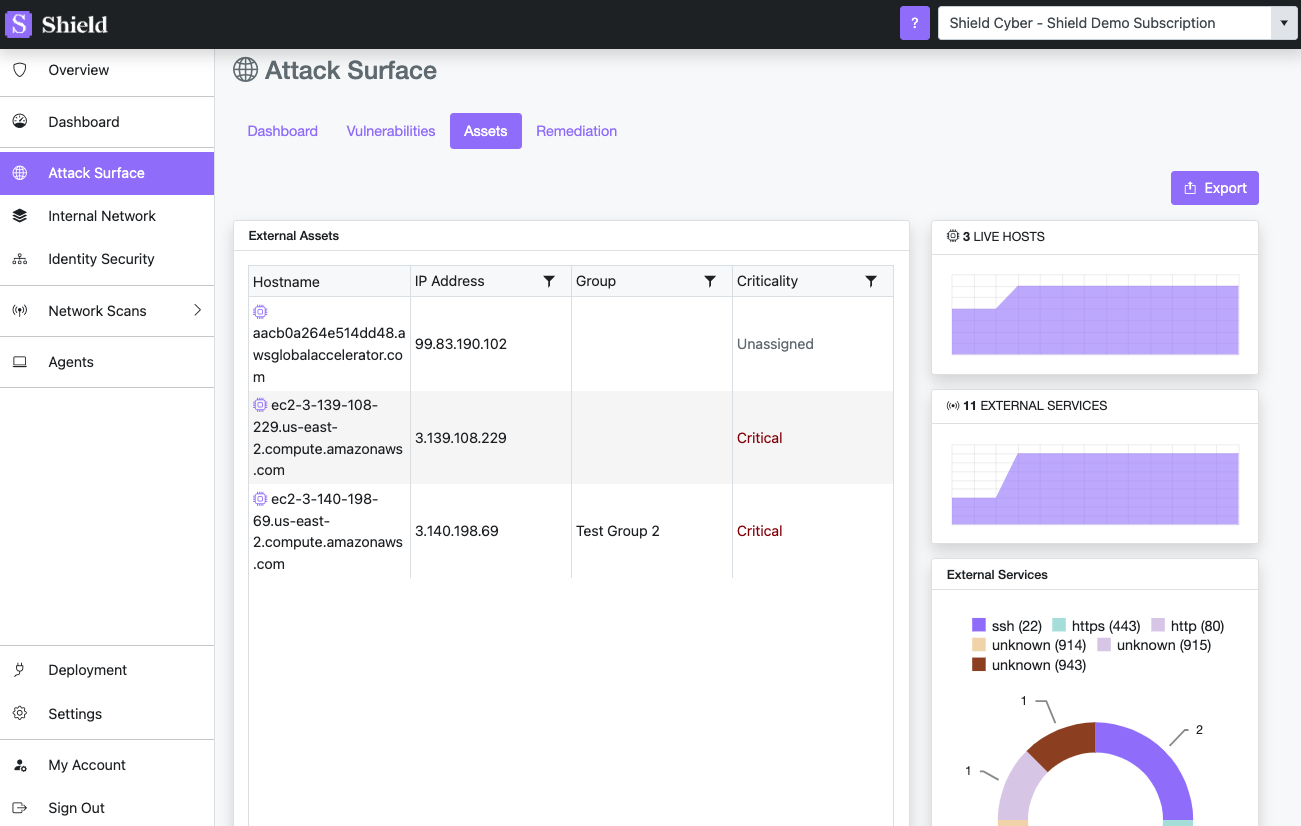 S Shield
?
Shield Cyber - Shield Demo Subscription
Overview
Dashboard
Attack Surface
Internal Network
Identity Security
Network Scans
Agents
Deployment
Settings
My Account
Sign Out
Attack Surface
Dashboard Vulnerabilities Assets Remediation
Export
External Assets
Hostname IP Address Group Criticality
aacb0a264e514dd48.a
wsglobalaccelerator.co
m
99.83.190.102
Unassigned
ec2-3-139-108-
229.us-east-
2.compute.amazonaws
.com
3.139.108.229
Critical
ec2-3-140-198-
69.us-east-
2.compute.amazonaws
.com
3.140.198.69
Test Group 2
Critical
3 LIVE HOSTS
11 EXTERNAL SERVICES
External Services
ssh (22) https (443) http (80)
unknown (914) unknown (915)
unknown (943)
1
2
1